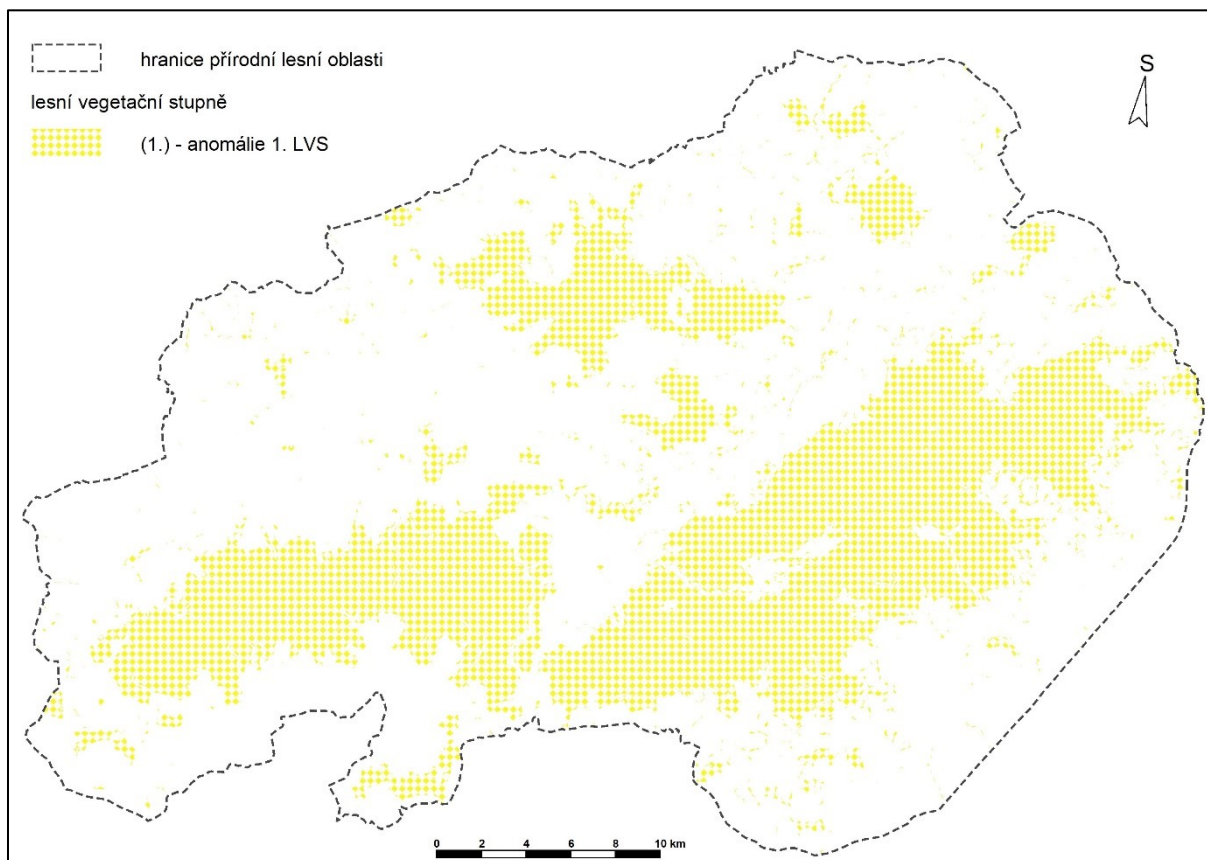 hranice přírodní lesní oblasti
lesní vegetační stupně
(1.) - anomálie 1. LVS
S
0 2 4 6 8 10 km